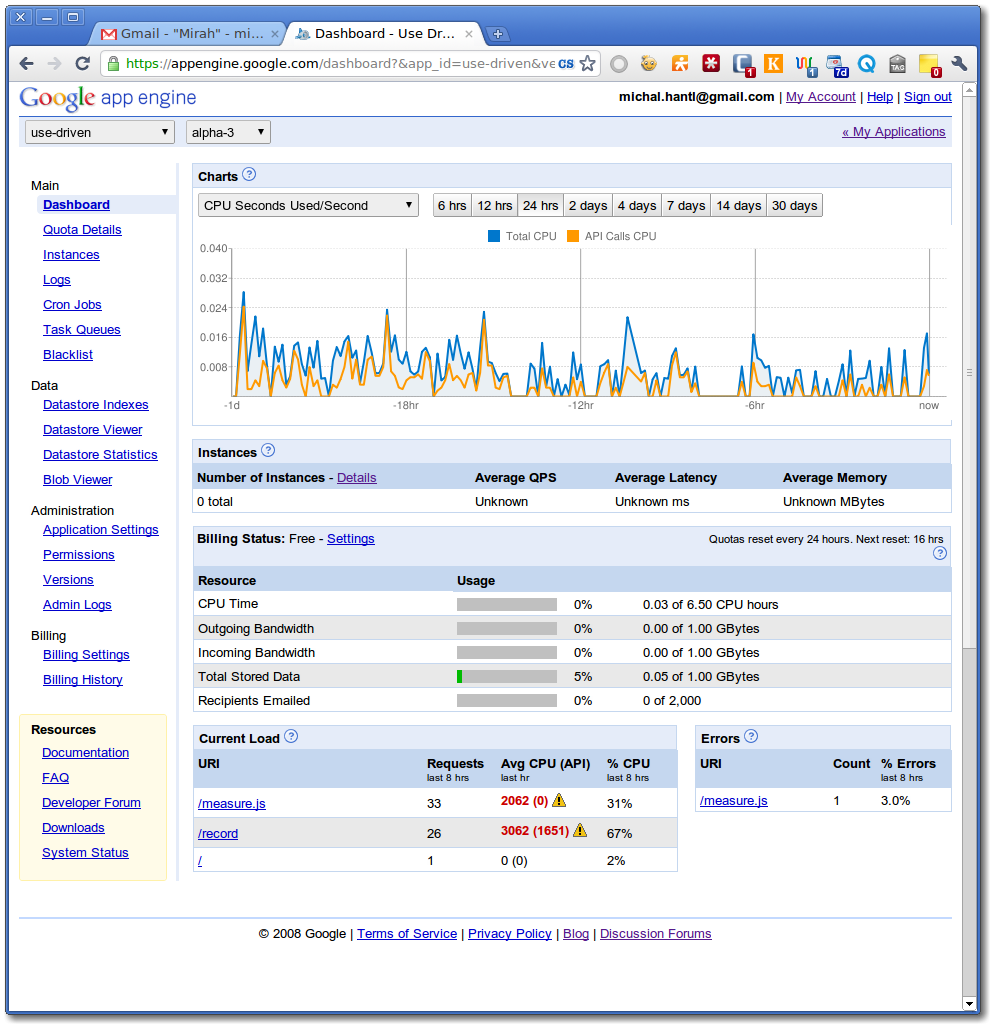 Gmail - "Mirah" - mi...
Dashboard - Use Dr...
https://appengine.google.com/dashboard?&app_id=use-driven&ve
cs
1
K
1
7d
TAG
0
Google app engine
michal.hantl@gmail.com | My Account | Help | Sign out
use-driven
alpha-3
« My Applications
Main
Dashboard
Quota Details
Instances
Logs
Cron Jobs
Task Queues
Blacklist
Data
Datastore Indexes
Datastore Viewer
Datastore Statistics
Blob Viewer
Administration
Application Settings
Permissions
Versions
Admin Logs
Billing
Billing Settings
Billing History
Resources
Documentation
FAQ
Developer Forum
Downloads
System Status
Charts ?
CPU Seconds Used/Second
6 hrs 12 hrs 24 hrs 2 days 4 days 7 days 14 days 30 days
Total CPU API Calls CPU
0.040
0.032
0.024
0.016
0.008
-1d -18hr -12hr -6hr now
Instances ?
Number of Instances - Details Average QPS Average Latency Average Memory
0 total Unknown Unknown ms Unknown MBytes
Billing Status: Free - Settings Quotas reset every 24 hours. Next reset: 16 hrs
?
Resource Usage
CPU Time 0% 0.03 of 6.50 CPU hours
Outgoing Bandwidth 0% 0.00 of 1.00 GBytes
Incoming Bandwidth 0% 0.00 of 1.00 GBytes
Total Stored Data 5% 0.05 of 1.00 GBytes
Recipients Emailed 0% 0 of 2,000
Current Load ?
URI Requests Avg CPU (API) % CPU
last 8 hrs last hr last 8 hrs
/measure.js 33 2062 (0) 31%
/record 26 3062 (1651) 67%
/ 1 0 (0) 2%
Errors ?
URI Count % Errors
last 8 hrs
/measure.js 1 3.0%
© 2008 Google | Terms of Service | Privacy Policy | Blog | Discussion Forums